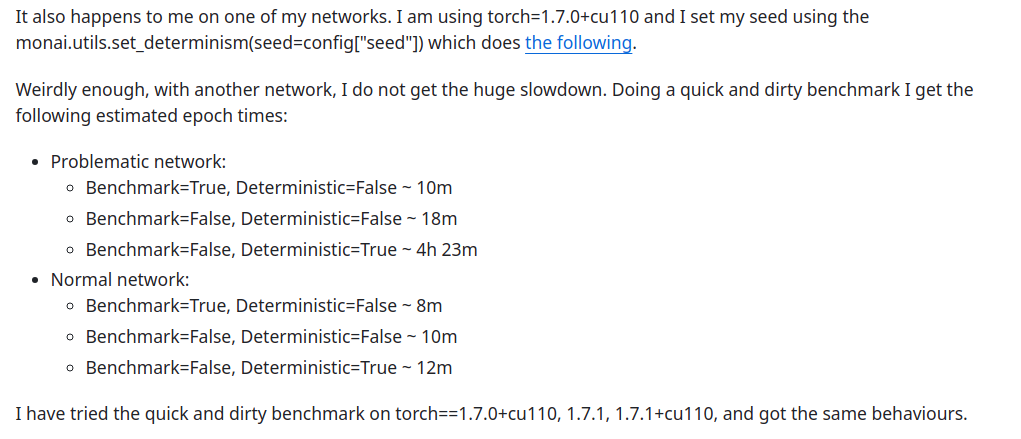 It also happens to me on one of my networks. I am using torch=1.7.0+cu110 and I set my seed using the
monai.utils.set_determinism(seed=config["seed"]) which does the following.
Weirdly enough, with another network, I do not get the huge slowdown. Doing a quick and dirty benchmark I get the
following estimated epoch times:
• Problematic network:
◦ Benchmark=True, Deterministic=False ~ 10m
◦ Benchmark=False, Deterministic=False ~ 18m
◦ Benchmark=False, Deterministic=True ~ 4h 23m
• Normal network:
◦ Benchmark=True, Deterministic=False ~ 8m
◦ Benchmark=False, Deterministic=False ~ 10m
◦ Benchmark=False, Deterministic=True ~ 12m
I have tried the quick and dirty benchmark on torch==1.7.0+cu110, 1.7.1, 1.7.1+cu110, and got the same behaviours.